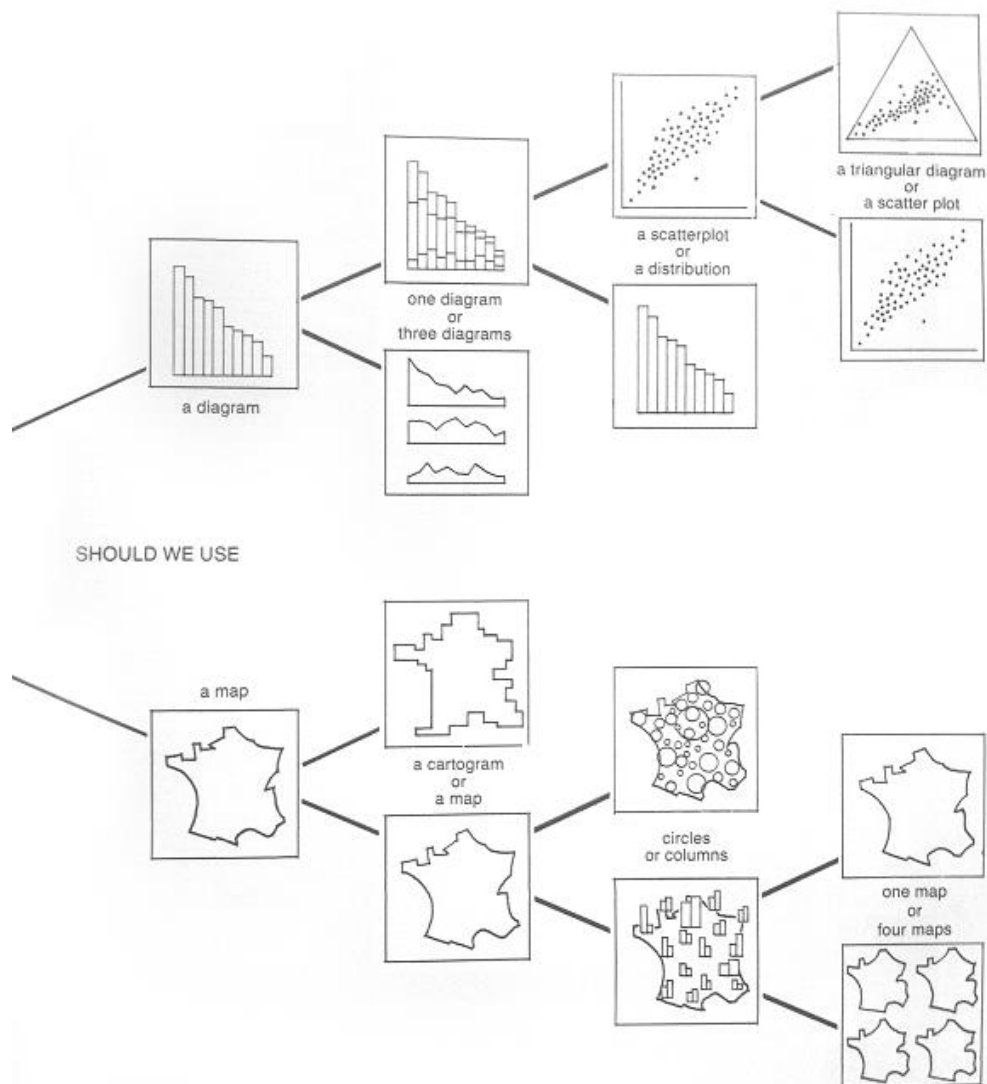 a triangular diagram
or
a scatter plot
a scatterplot
or
a distribution
one diagram
or
three diagrams
a diagram
SHOULD WE USE
a map
a cartogram
or
a map
circles
or columns
one map
or
four maps